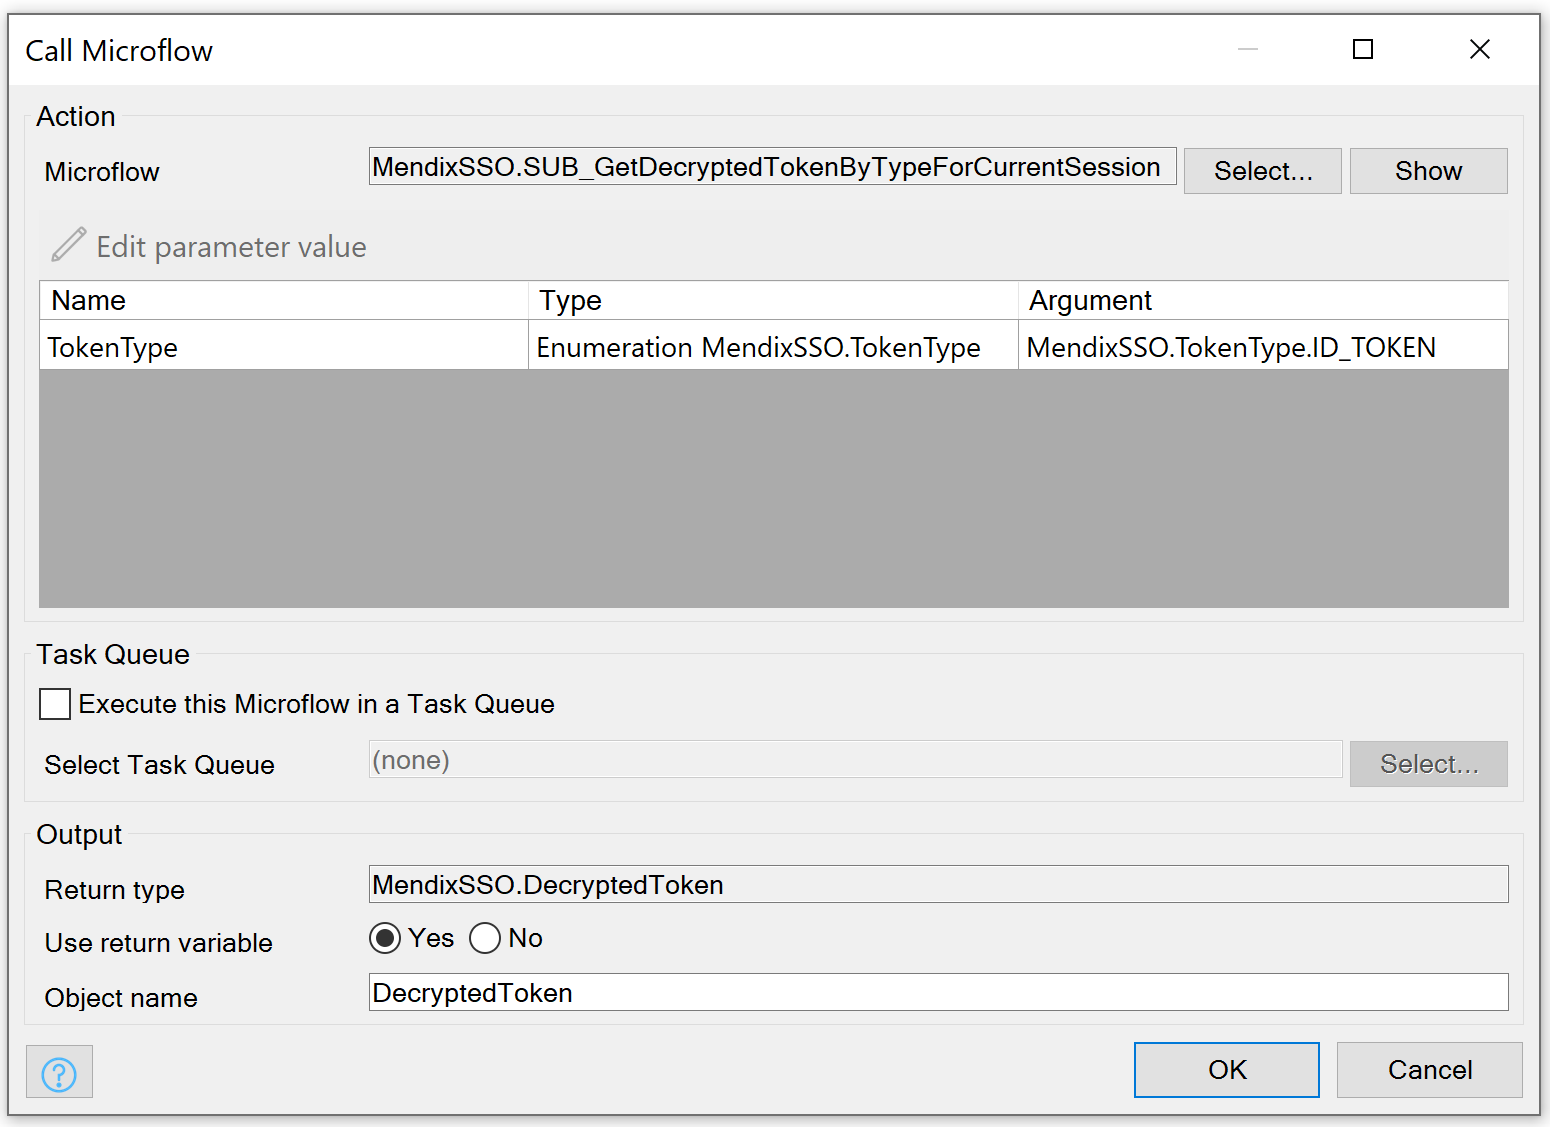 Call Microflow
Action
Microflow MendixSSO.SUB_GetDecryptedTokenByTypeForCurrentSession Select... Show
Edit parameter value
Name Type Argument
TokenType Enumeration MendixSSO.TokenType MendixSSO.TokenType.ID_TOKEN
Task Queue
Execute this Microflow in a Task Queue
Select Task Queue (none) Select...
Output
Return type MendixSSO.DecryptedToken
Use return variable Yes No
Object name DecryptedToken
? OK Cancel